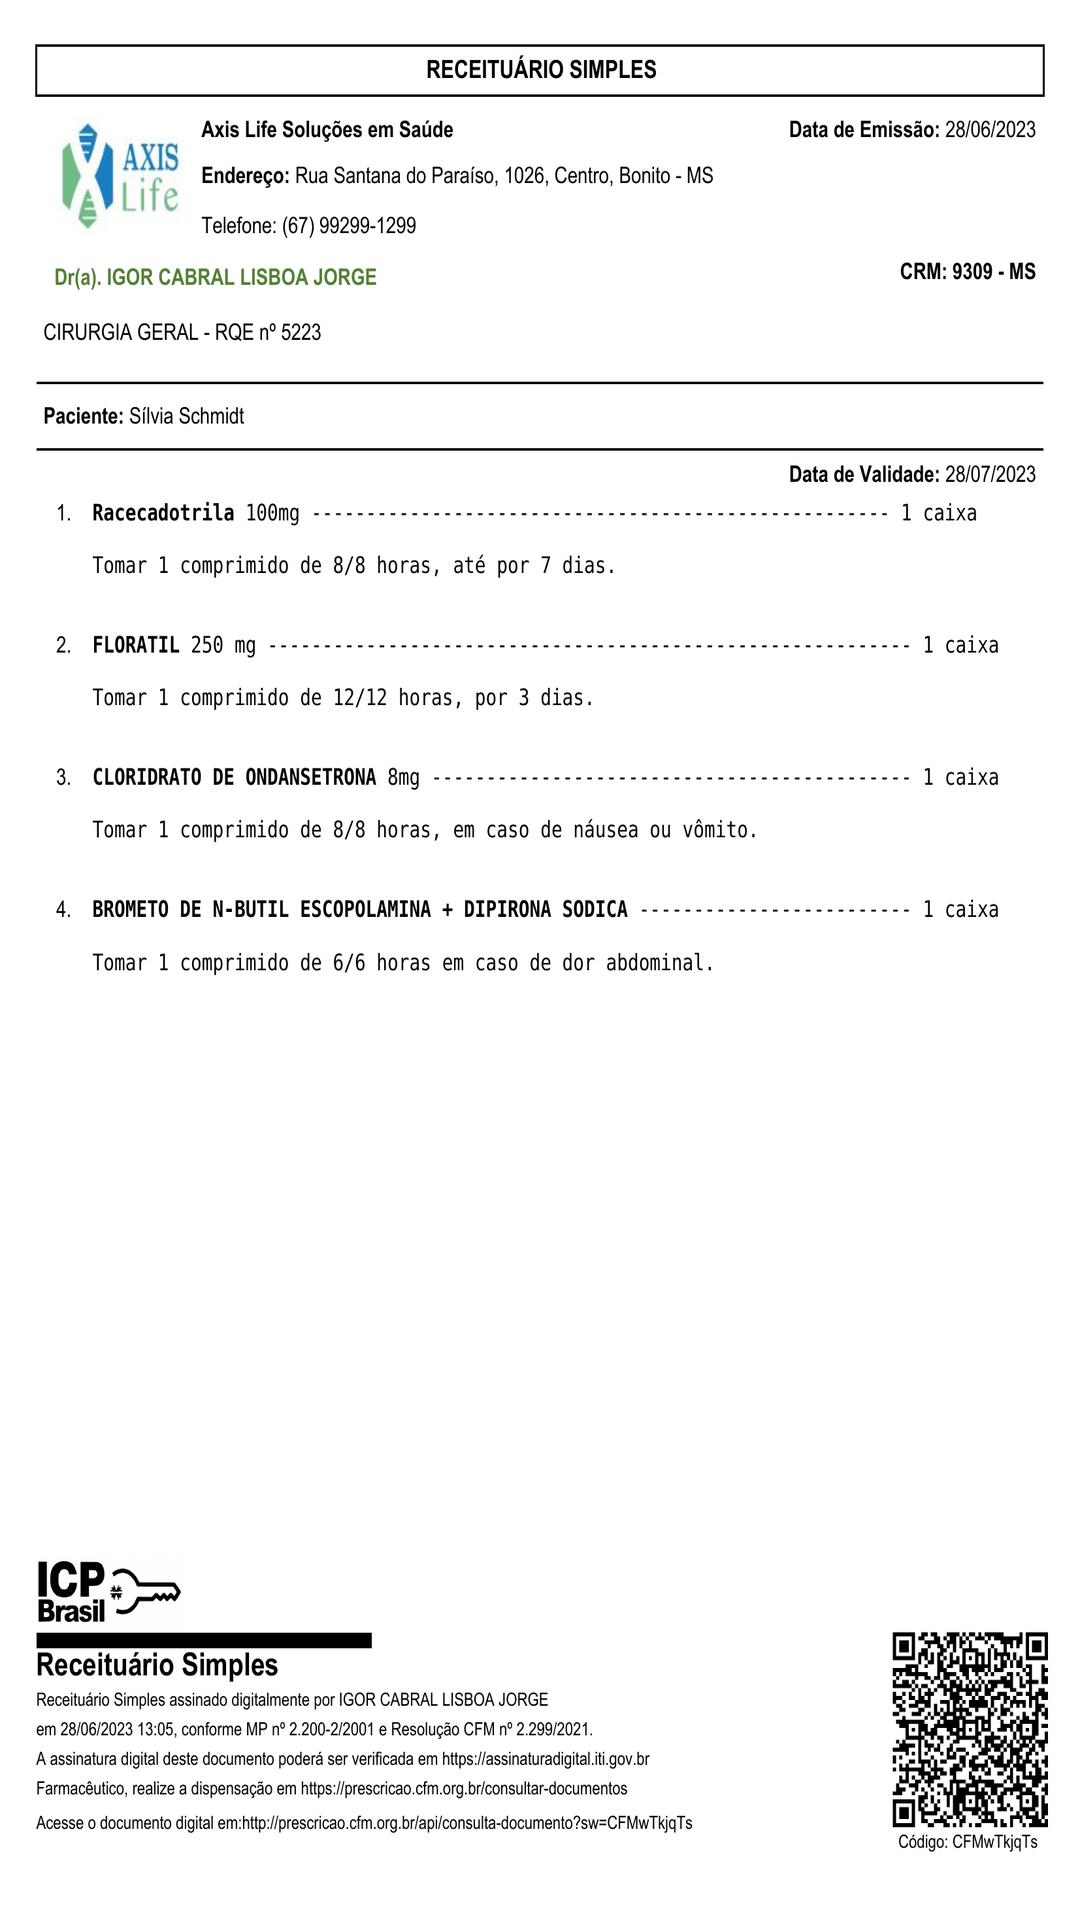 RECEITUÁRIO SIMPLES
AXIS
Life
Axis Life Soluções em Saúde
Data de Emissão: 28/06/2023
Endereço: Rua Santana do Paraíso, 1026, Centro, Bonito - MS
Telefone: (67) 99299-1299
Dr(a). IGOR CABRAL LISBOA JORGE
CRM: 9309 - MS
CIRURGIA GERAL - RQE nº 5223
Paciente: Sílvia Schmidt
Data de Validade: 28/07/2023
1. Racecadotrila 100mg ----------------------------------------------------- 1 caixa
Tomar 1 comprimido de 8/8 horas, até por 7 dias.
2. FLORATIL 250 mg ----------------------------------------------------------- 1 caixa
Tomar 1 comprimido de 12/12 horas, por 3 dias.
3. CLORIDRATO DE ONDANSETRONA 8mg -------------------------------------------- 1 caixa
Tomar 1 comprimido de 8/8 horas, em caso de náusea ou vômito.
4. BROMETO DE N-BUTIL ESCOPOLAMINA + DIPIRONA SODICA ------------------------- 1 caixa
Tomar 1 comprimido de 6/6 horas em caso de dor abdominal.
ICP
Brasil
Receituário Simples
Receituário Simples assinado digitalmente por IGOR CABRAL LISBOA JORGE
em 28/06/2023 13:05, conforme MP nº 2.200-2/2001 e Resolução CFM nº 2.299/2021.
A assinatura digital deste documento poderá ser verificada em https://assinaturadigital.iti.gov.br
Farmacêutico, realize a dispensação em https://prescricao.cfm.org.br/consultar-documentos
Acesse o documento digital em:http://prescricao.cfm.org.br/api/consulta-documento?sw=CFMwTkjqTs
Código: CFMwTkjqTs